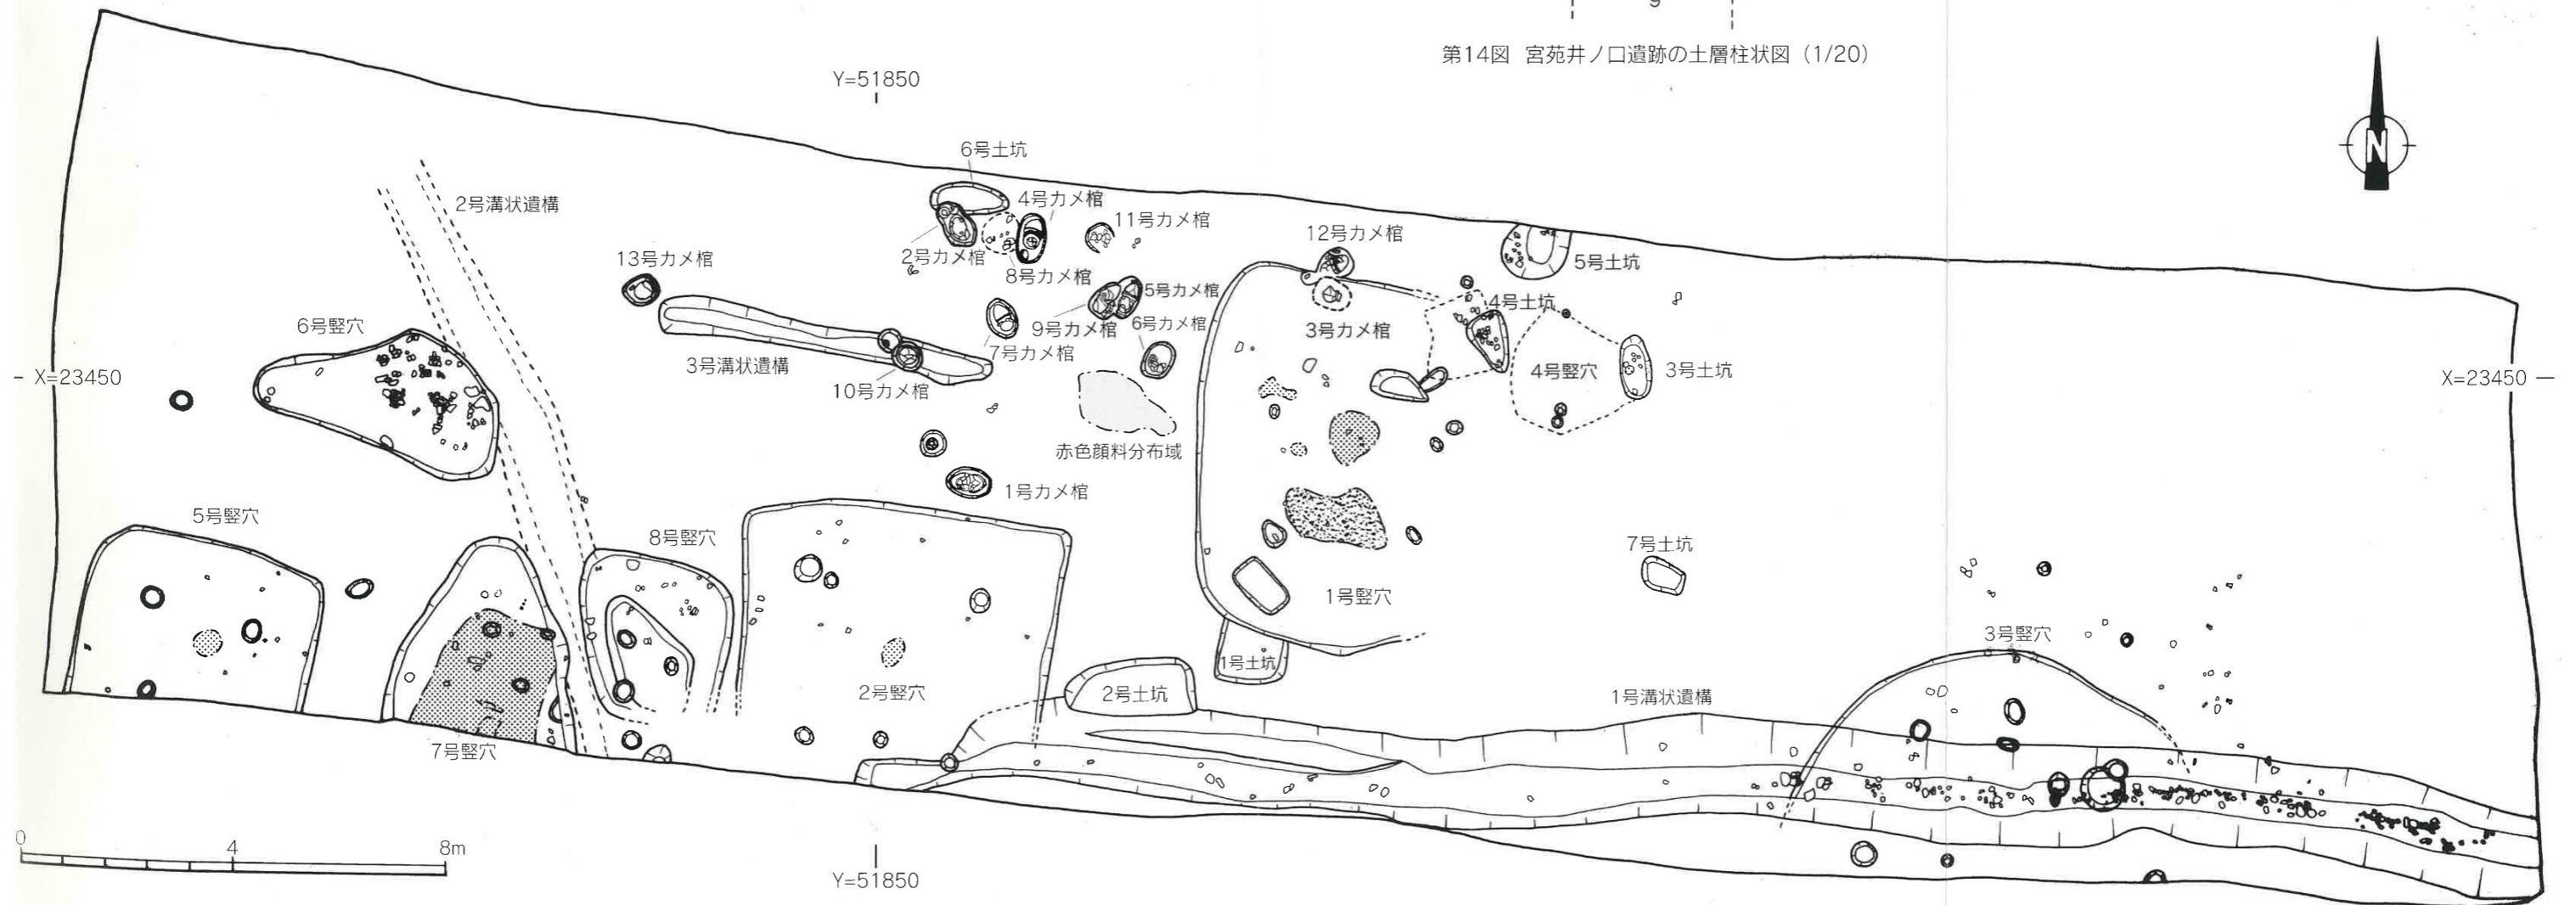 9
第14図 宮苑井ノ口遺跡の土層柱状図（1/20）
Y=51850
N
6号土坑
4号カメ棺
11号カメ棺
2号溝状遺構
12号カメ棺
2号カメ棺
8号カメ棺
13号カメ棺
5号土坑
5号カメ棺
4号土坑
6号竪穴
9号カメ棺
6号カメ棺
3号カメ棺
7号カメ棺
3号溝状遺構
X=23450
4号竪穴
3号土坑
X=23450
10号カメ棺
赤色顔料分布域
1号カメ棺
5号竪穴
8号竪穴
7号土坑
1号竪穴
3号竪穴
1号土坑
2号竪穴
2号土坑
1号溝状遺構
7号竪穴
0 4 8m
Y=51850